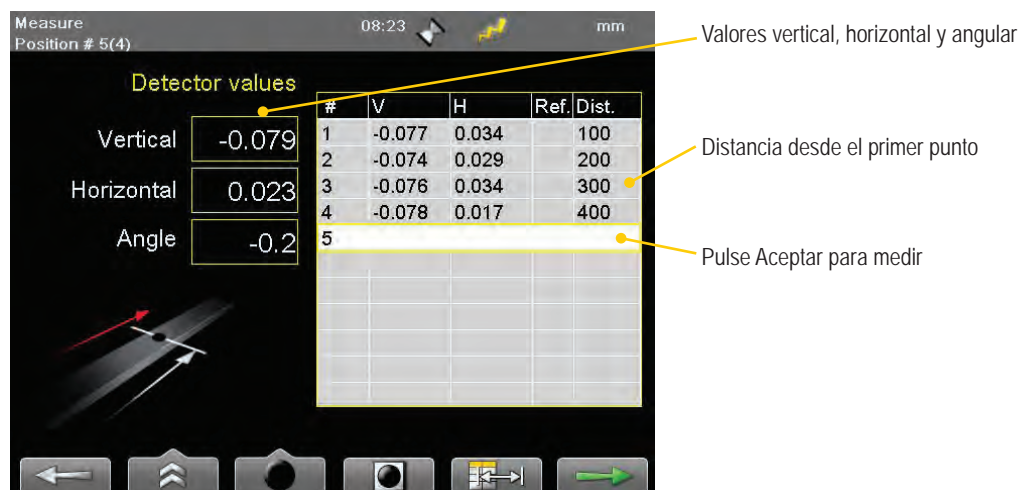 Measure
Position # 5(4)
08:23
mm
Detector values
Vertical -0.079
Horizontal 0.023
Angle -0.2
# V H Ref. Dist.
1 -0.077 0.034 100
2 -0.074 0.029 200
3 -0.076 0.034 300
4 -0.078 0.017 400
5
Valores vertical, horizontal y angular
Distancia desde el primer punto
Pulse Aceptar para medir